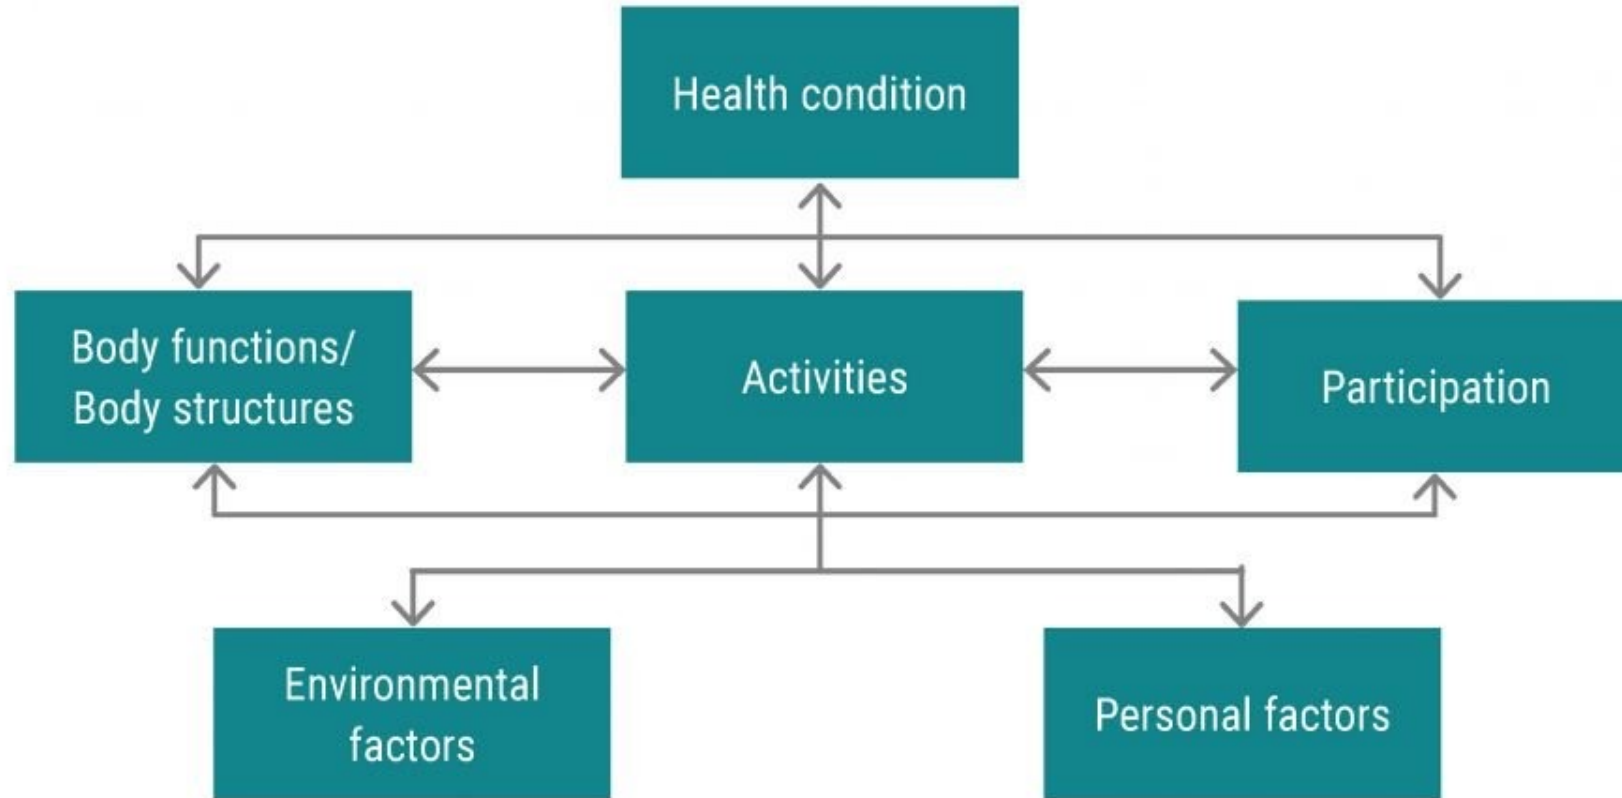 Health condition
Body functions/
Body structures
Activities
Participation
Environmental
factors
Personal factors